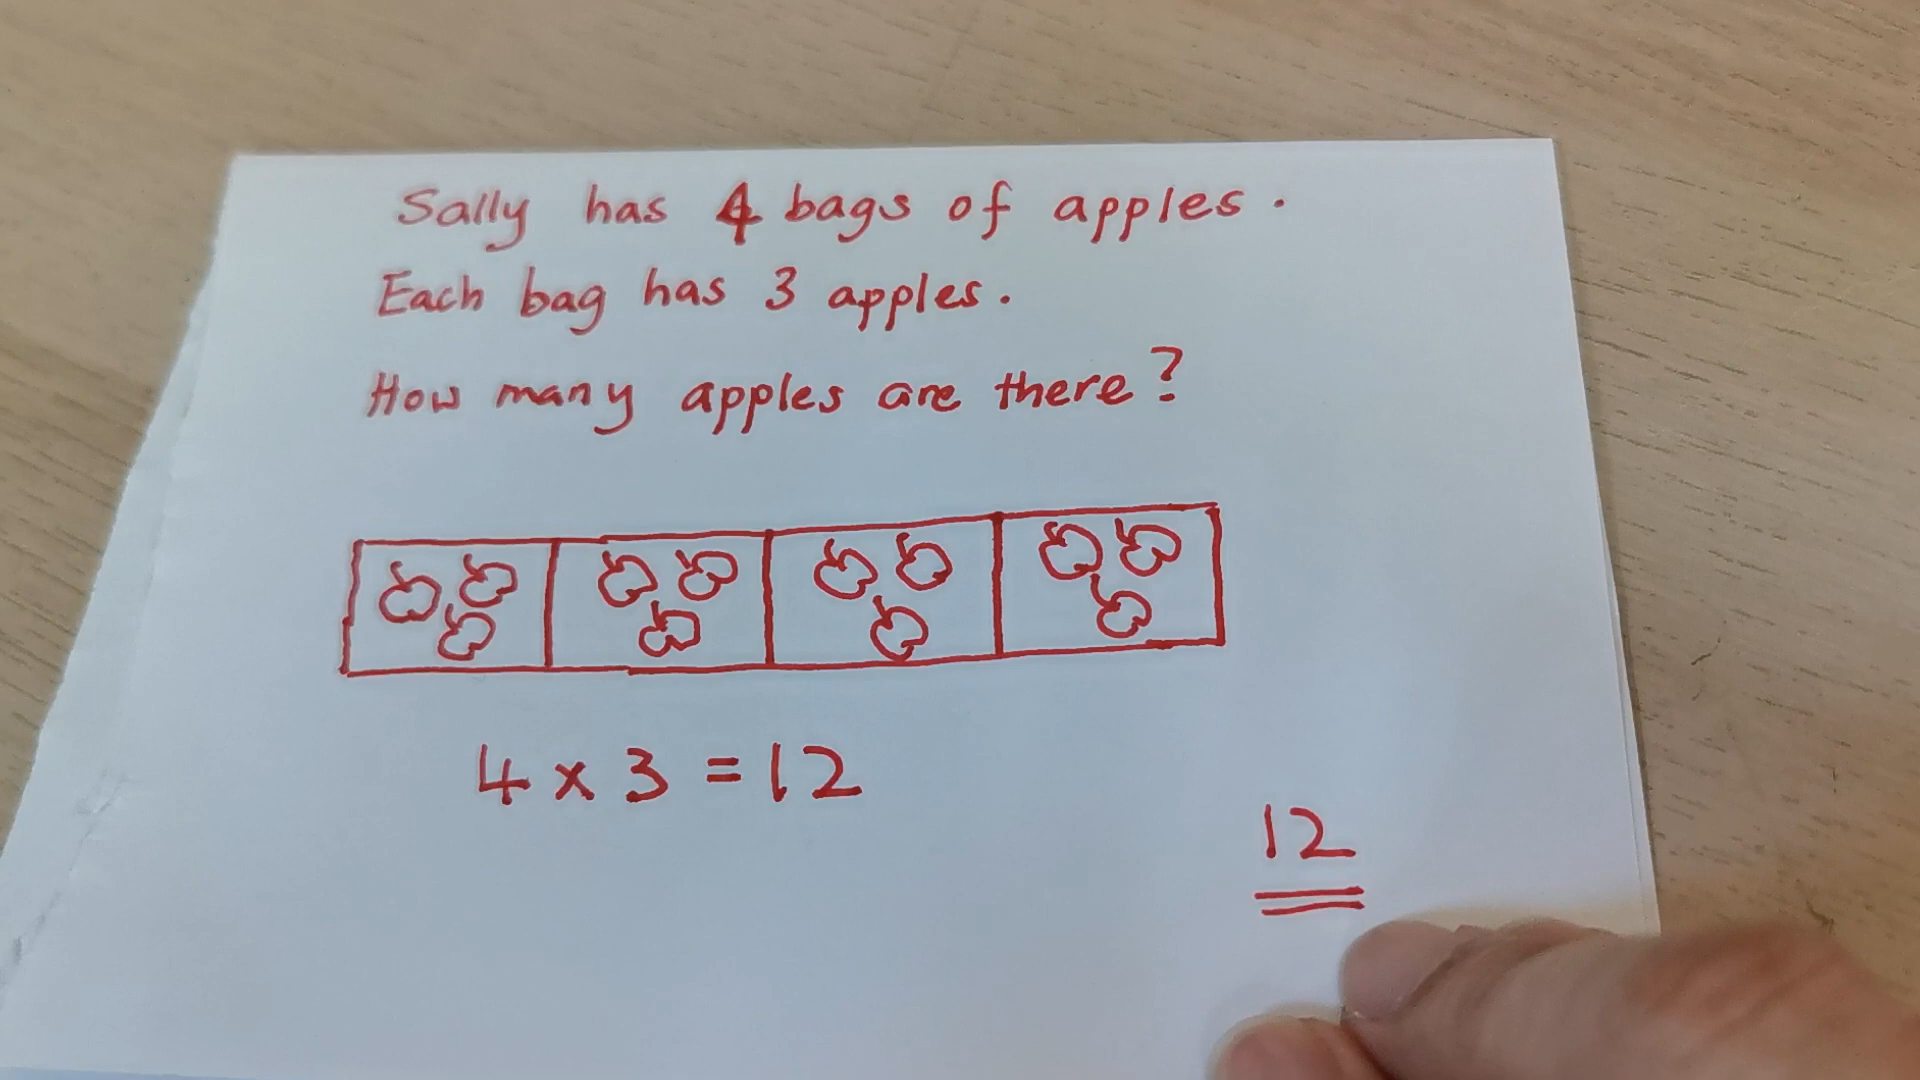 Sally has 4 bags of apples.
Each bag has 3 apples.
How many apples are there?
4 x 3 = 12
12